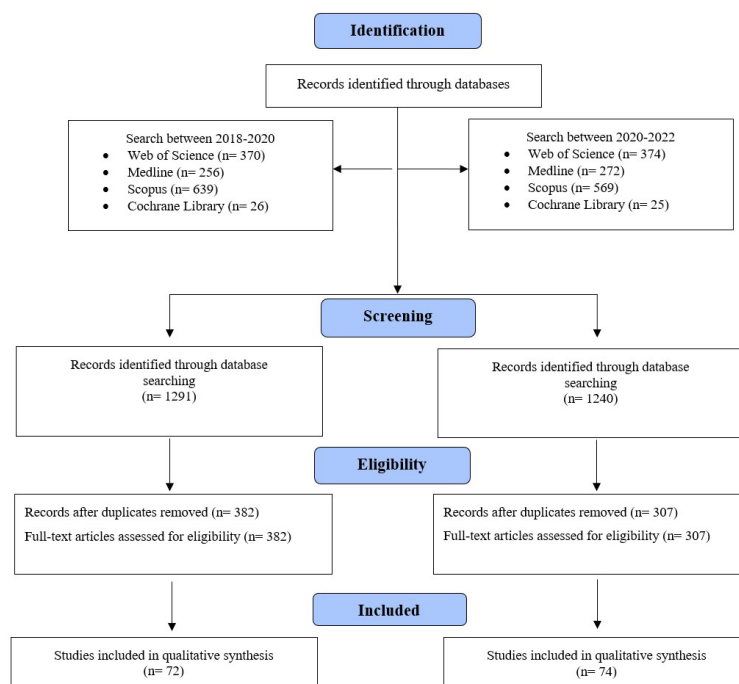 Identification
Records identified through databases
Search between 2018-2020
• Web of Science (n= 370)
• Medline (n= 256)
• Scopus (n= 639)
• Cochrane Library (n= 26)
Search between 2020-2022
• Web of Science (n= 374)
• Medline (n= 272)
• Scopus (n= 569)
• Cochrane Library (n= 25)
Screening
Records identified through database
searching
(n= 1291)
Records identified through database
searching
(n= 1240)
Eligibility
Records after duplicates removed (n= 382)
Full-text articles assessed for eligibility (n= 382)
Records after duplicates removed (n= 307)
Full-text articles assessed for eligibility (n= 307)
Included
Studies included in qualitative synthesis
(n= 72)
Studies included in qualitative synthesis
(n= 74)